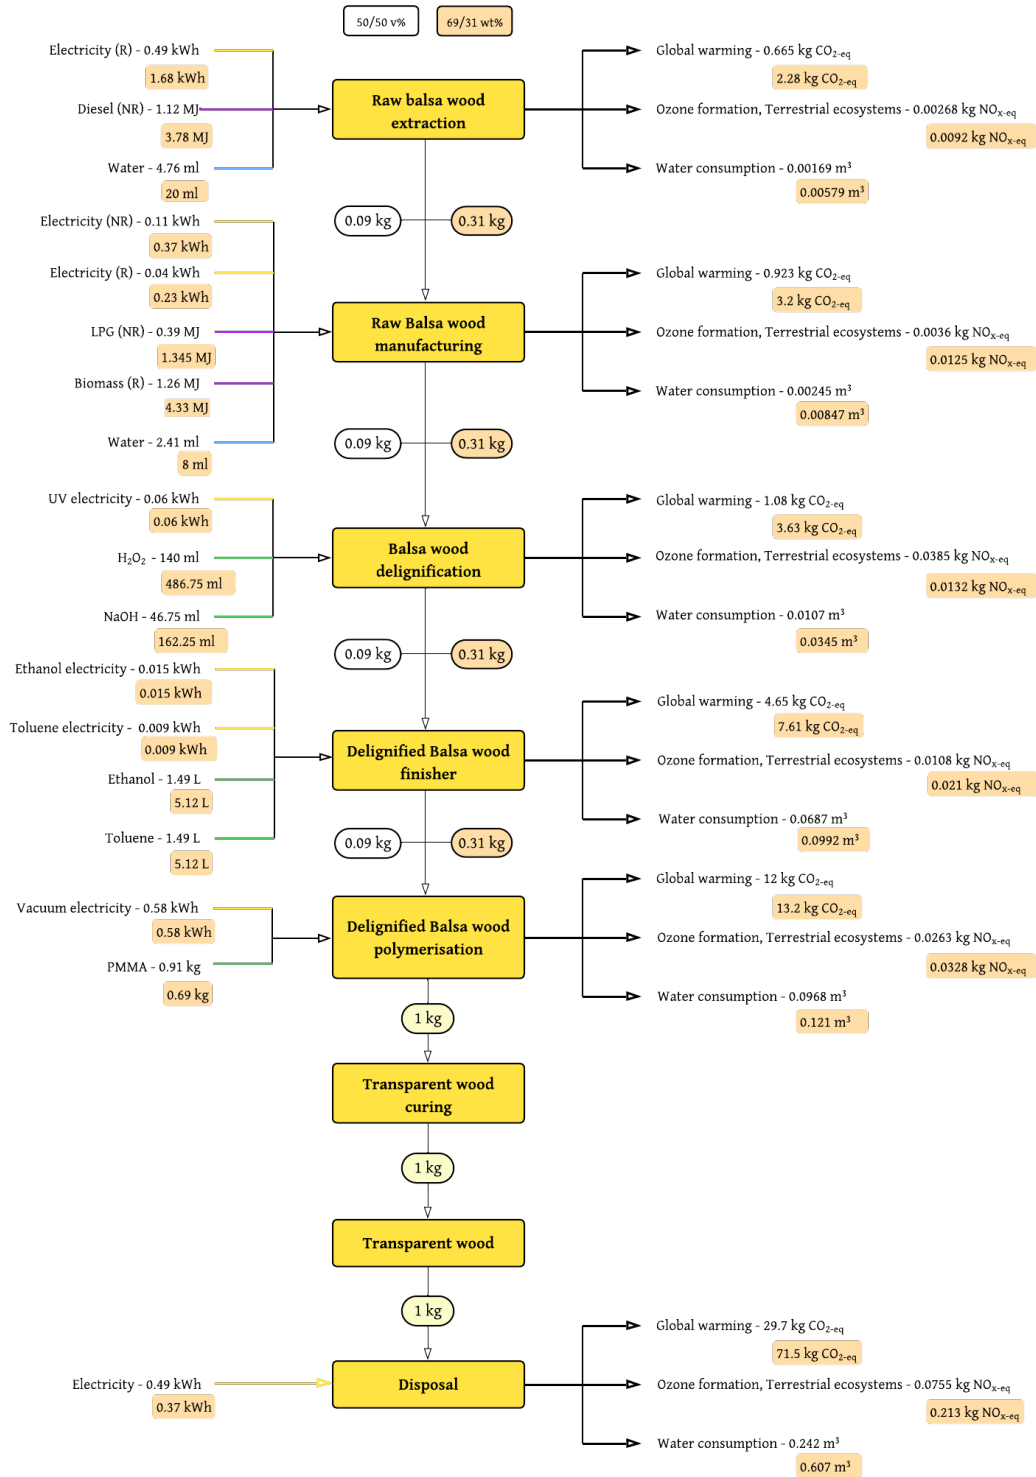 50/50 v%
69/31 wt%
Electricity (R) - 0.49 kWh
1.68 kWh
Diesel (NR) - 1.12 MJ
3.78 MJ
Water - 4.76 ml
20 ml
Raw balsa wood
extraction
Global warming - 0.665 kg CO2-eq
2.28 kg CO2-eq
Ozone formation, Terrestrial ecosystems - 0.00268 kg NOx-eq
0.0092 kg NOx-eq
Water consumption - 0.00169 m³
0.00579 m³
0.09 kg
0.31 kg
Electricity (NR) - 0.11 kWh
0.37 kWh
Electricity (R) - 0.04 kWh
0.23 kWh
LPG (NR) - 0.39 MJ
1.345 MJ
Biomass (R) - 1.26 MJ
4.33 MJ
Water - 2.41 ml
8 ml
Raw Balsa wood
manufacturing
Global warming - 0.923 kg CO2-eq
3.2 kg CO2-eq
Ozone formation, Terrestrial ecosystems - 0.0036 kg NOx-eq
0.0125 kg NOx-eq
Water consumption - 0.00245 m³
0.00847 m³
0.09 kg
0.31 kg
UV electricity - 0.06 kWh
0.06 kWh
H2O2 - 140 ml
486.75 ml
NaOH - 46.75 ml
162.25 ml
Balsa wood
delignification
Global warming - 1.08 kg CO2-eq
3.63 kg CO2-eq
Ozone formation, Terrestrial ecosystems - 0.0385 kg NOx-eq
0.0132 kg NOx-eq
Water consumption - 0.0107 m³
0.0345 m³
0.09 kg
0.31 kg
Ethanol electricity - 0.015 kWh
0.015 kWh
Toluene electricity - 0.009 kWh
0.009 kWh
Ethanol - 1.49 L
5.12 L
Toluene - 1.49 L
5.12 L
Delignified Balsa wood
finisher
Global warming - 4.65 kg CO2-eq
7.61 kg CO2-eq
Ozone formation, Terrestrial ecosystems - 0.0108 kg NOx-eq
0.021 kg NOx-eq
Water consumption - 0.0687 m³
0.0992 m³
0.09 kg
0.31 kg
Vacuum electricity - 0.58 kWh
0.58 kWh
PMMA - 0.91 kg
0.69 kg
Delignified Balsa wood
polymerisation
Global warming - 12 kg CO2-eq
13.2 kg CO2-eq
Ozone formation, Terrestrial ecosystems - 0.0263 kg NOx-eq
0.0328 kg NOx-eq
Water consumption - 0.0968 m³
0.121 m³
1 kg
Transparent wood
curing
1 kg
Transparent wood
1 kg
Electricity - 0.49 kWh
0.37 kWh
Disposal
Global warming - 29.7 kg CO2-eq
71.5 kg CO2-eq
Ozone formation, Terrestrial ecosystems - 0.0755 kg NOx-eq
0.213 kg NOx-eq
Water consumption - 0.242 m³
0.607 m³